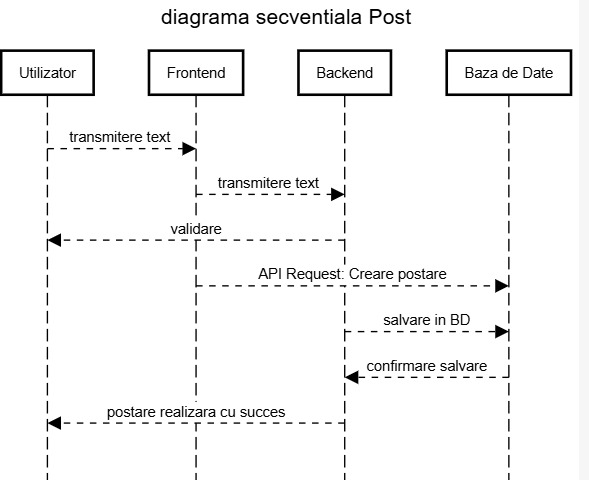 diagrama secventiala Post
Utilizator
Frontend
Backend
Baza de Date
transmitere text
transmitere text
validare
API Request: Creare postare
salvare in BD
confirmare salvare
postare realizara cu succes